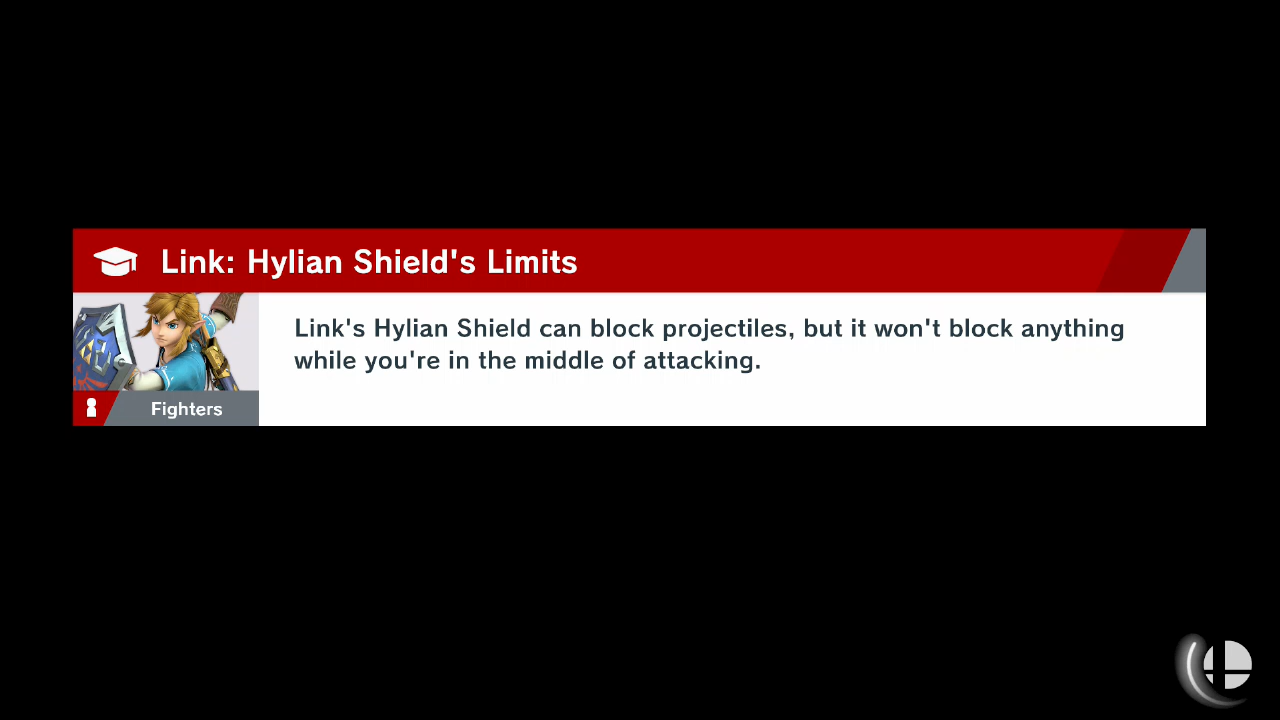 Link: Hylian Shield's Limits
Link's Hylian Shield can block projectiles, but it won't block anything
while you're in the middle of attacking.
Fighters